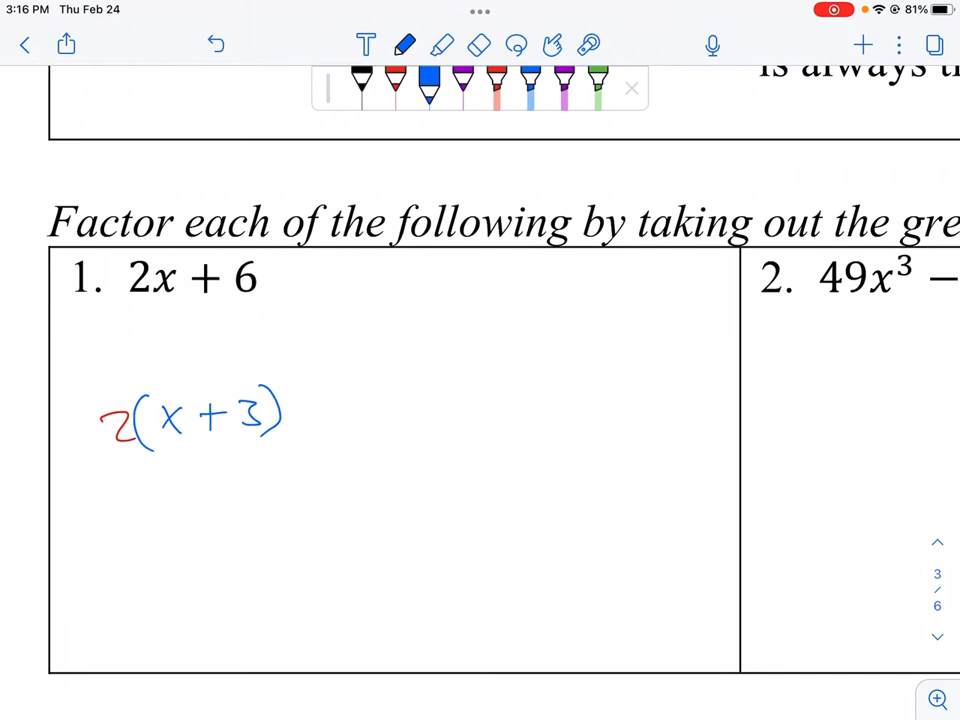 3:16 PM Thu Feb 24
81%
is always t
Factor each of the following by taking out the gre
1. 2x + 6
2. 49x³ −
2(x + 3)
3
/
6